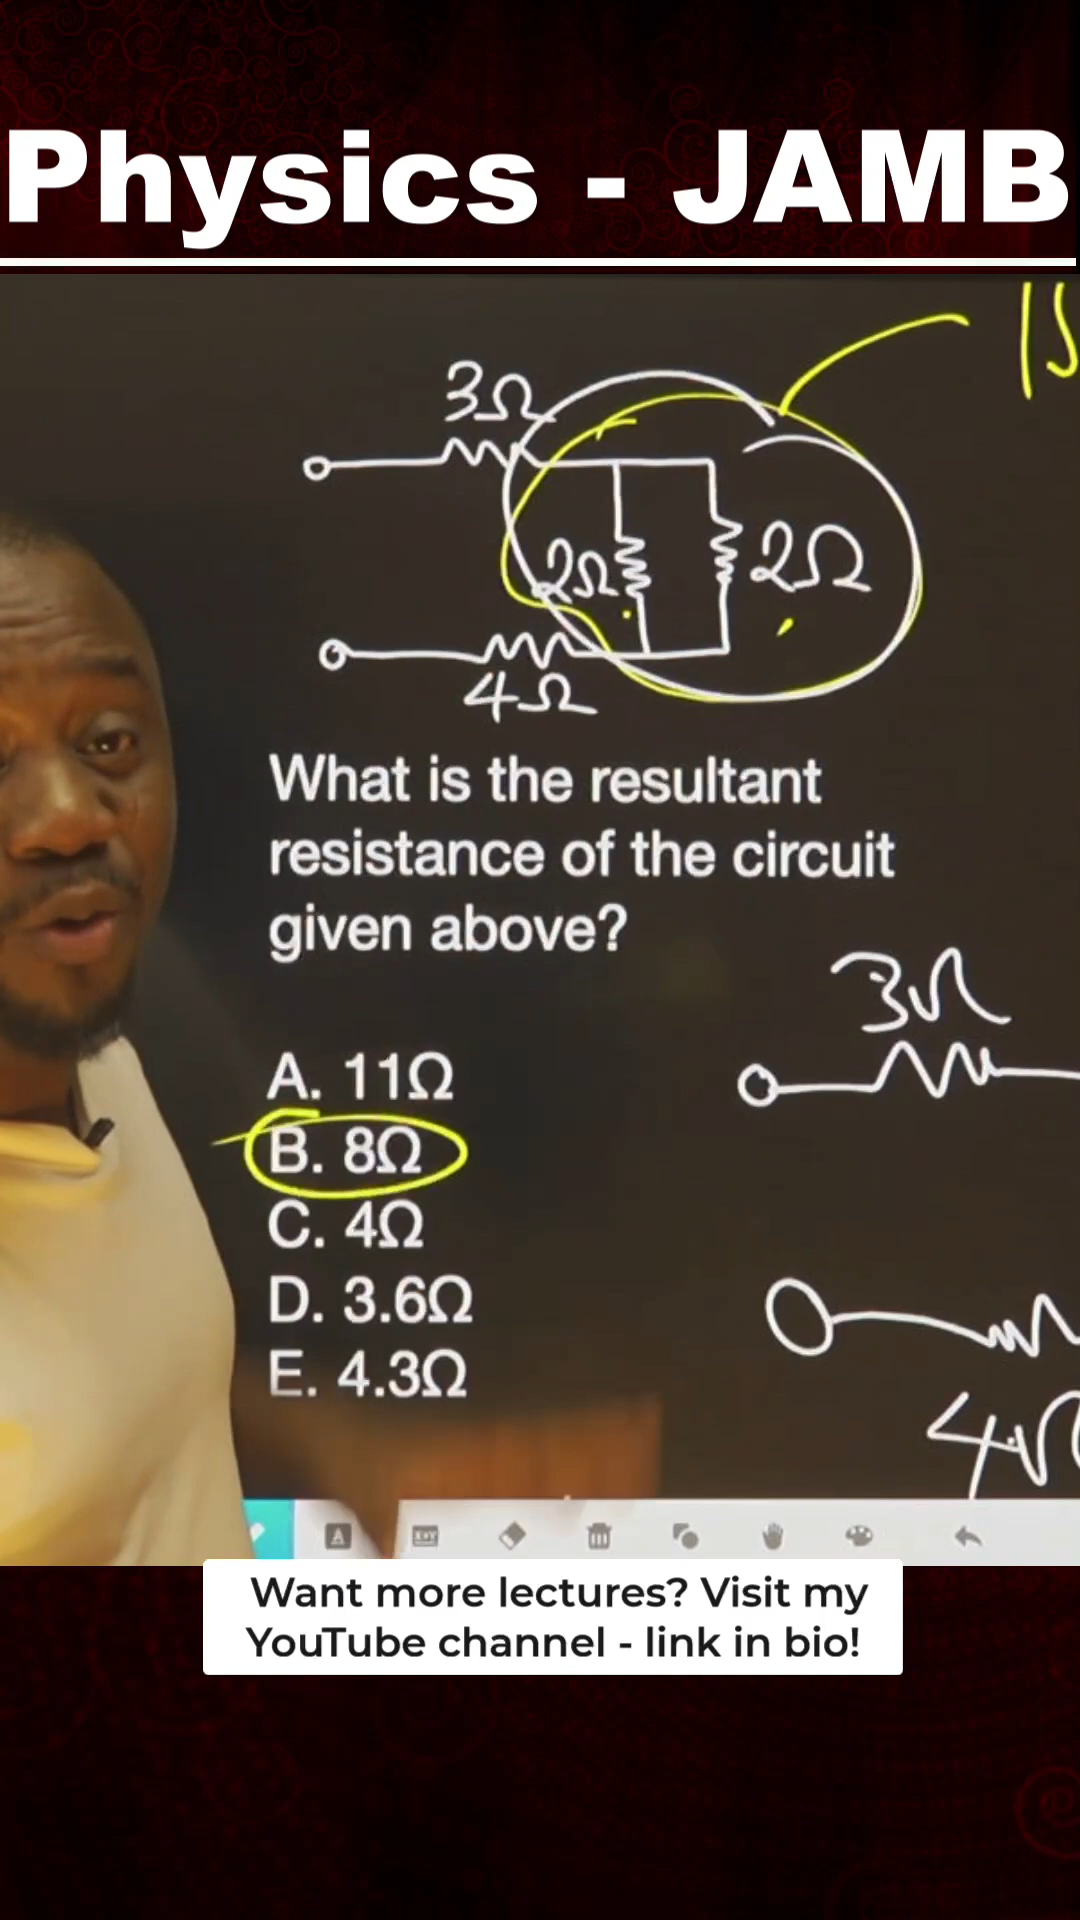 Physics - JAMB
3Ω
2Ω
2Ω
4Ω
What is the resultant
resistance of the circuit
given above?
3Ω
A. 11Ω
B. 8Ω
C. 4Ω
D. 3.6Ω
E. 4.3Ω
4Ω
Want more lectures? Visit my
YouTube channel - link in bio!